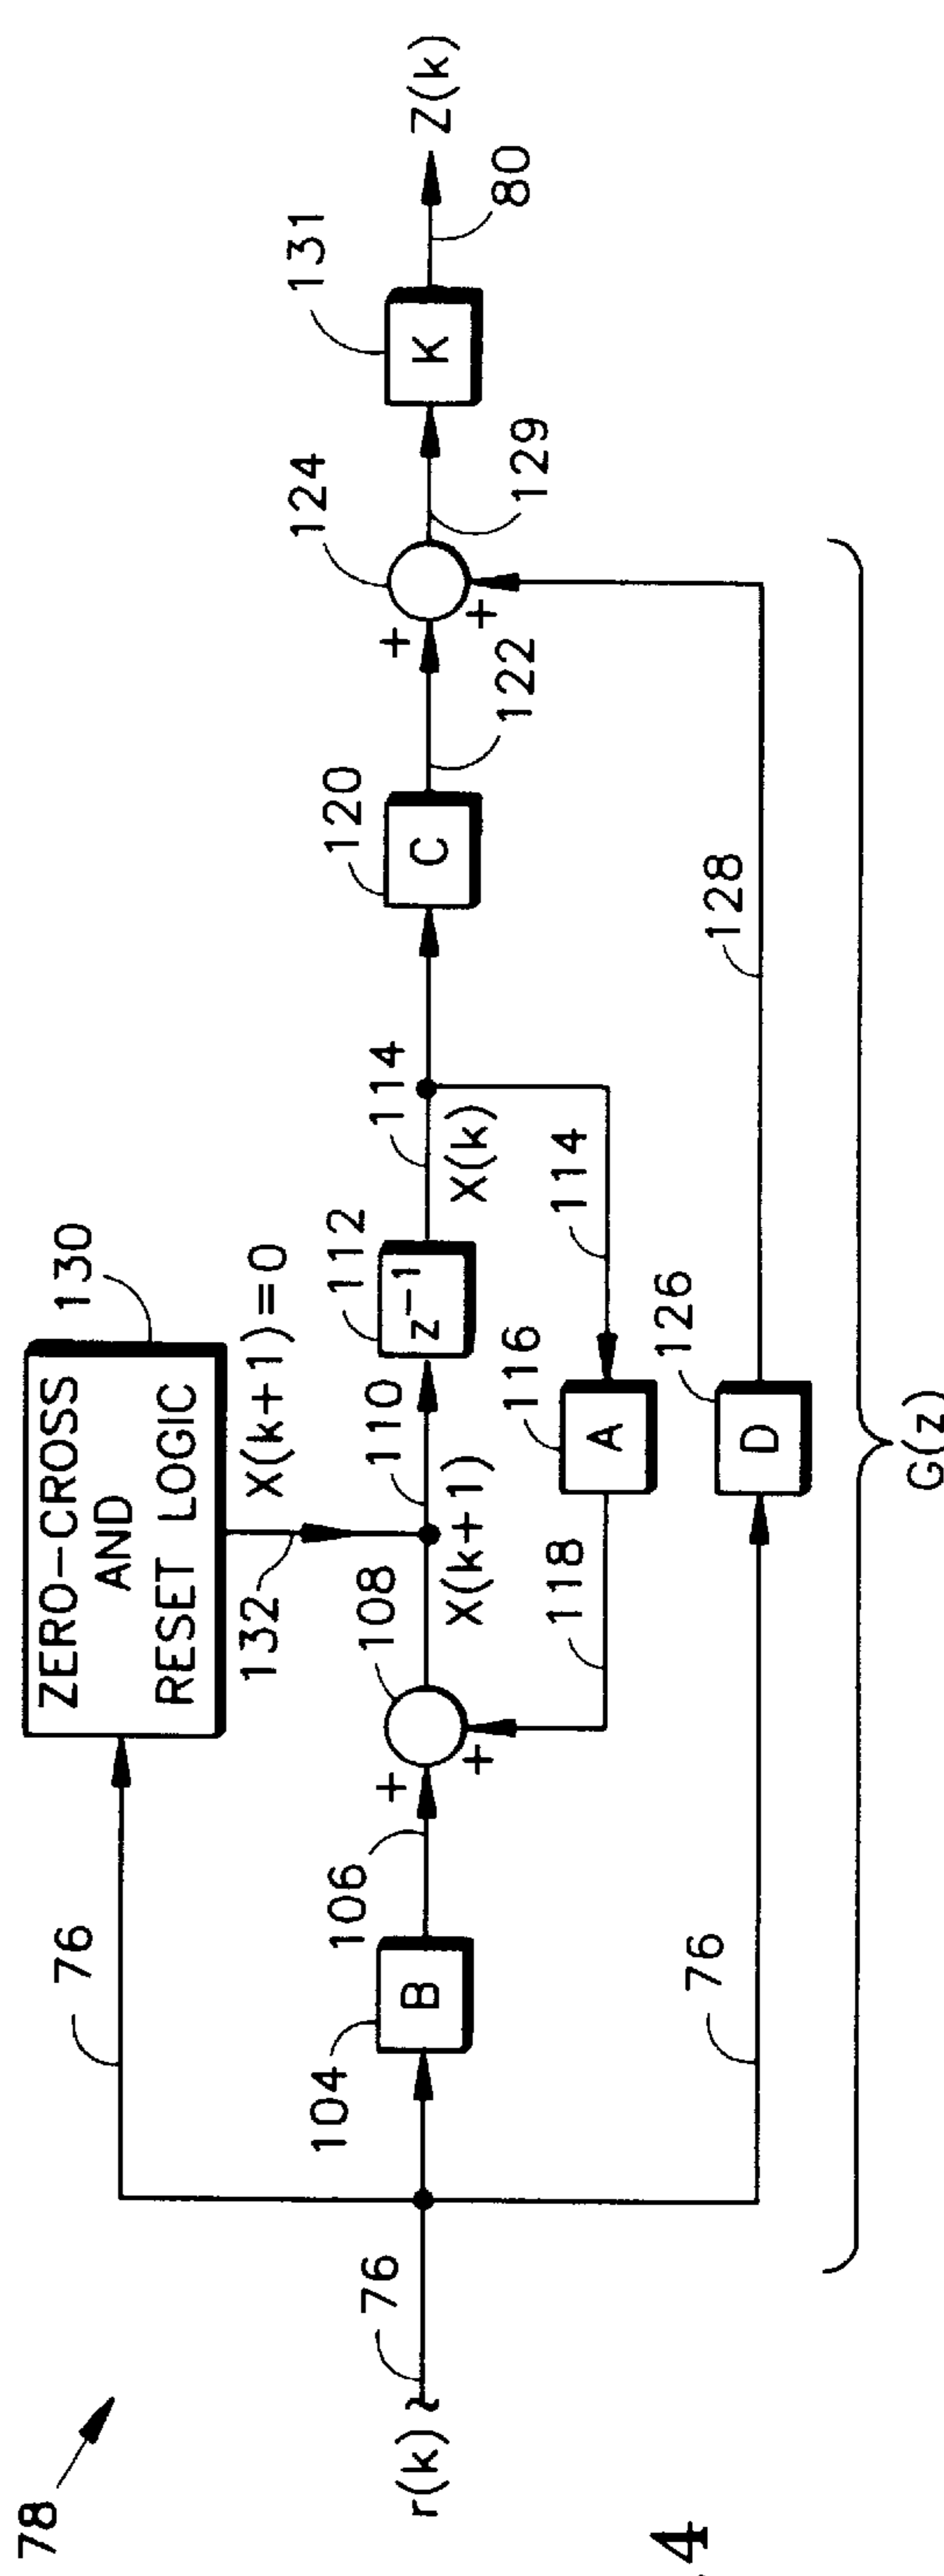 78
76
ZERO-CROSS
AND
RESET LOGIC
130
132
X(k+1)=0
r(k)
76
104
B
106
+
+
108
110
X(k+1)
112
z⁻¹
114
X(k)
118
116
A
114
120
C
122
+
+
124
129
131
K
80
Z(k)
76
126
D
128
G(z)
4